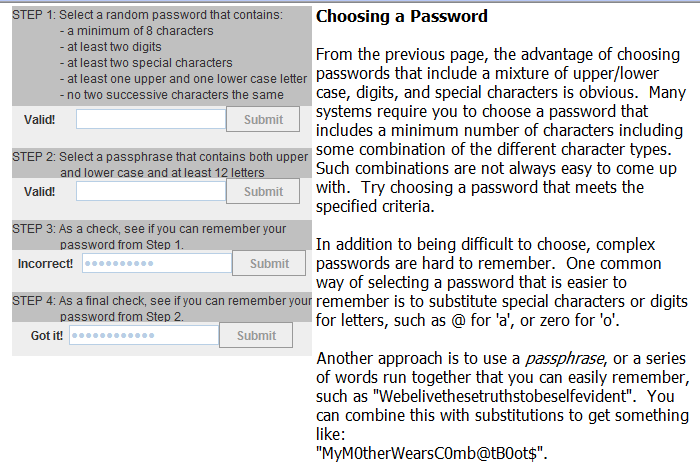 STEP 1: Select a random password that contains:
- a minimum of 8 characters
- at least two digits
- at least two special characters
- at least one upper and one lower case letter
- no two successive characters the same
Valid! Submit
STEP 2: Select a passphrase that contains both upper
and lower case and at least 12 letters
Valid! Submit
STEP 3: As a check, see if you can remember your
password from Step 1.
Incorrect! ●●●●●●●●●● Submit
STEP 4: As a final check, see if you can remember your
password from Step 2.
Got it! ●●●●●●●●●●●● Submit
Choosing a Password
From the previous page, the advantage of choosing
passwords that include a mixture of upper/lower
case, digits, and special characters is obvious. Many
systems require you to choose a password that
includes a minimum number of characters including
some combination of the different character types.
Such combinations are not always easy to come up
with. Try choosing a password that meets the
specified criteria.
In addition to being difficult to choose, complex
passwords are hard to remember. One common
way of selecting a password that is easier to
remember is to substitute special characters or digits
for letters, such as @ for 'a', or zero for 'o'.
Another approach is to use a passphrase, or a series
of words run together that you can easily remember,
such as "Webelivethesetruthstobeselfevident". You
can combine this with substitutions to get something
like:
"MyM0therWearsC0mb@tB0ot$".